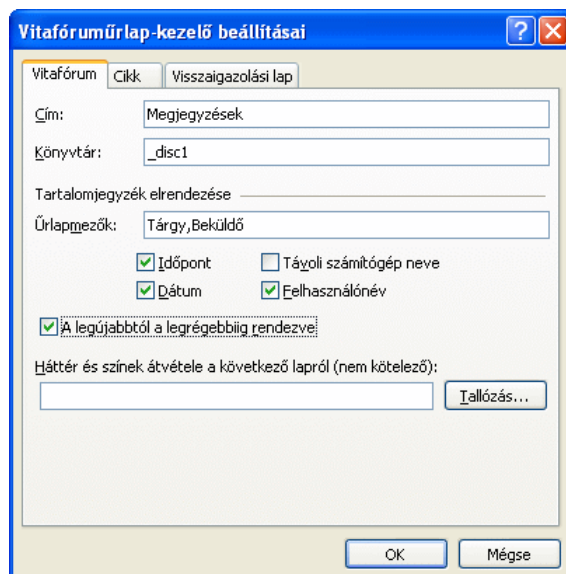 Vitafóruműrlap-kezelő beállításai
Vitafórum Cikk Visszaigazolási lap
Cím: Megjegyzések
Könyvtár: _disc1
Tartalomjegyzék elrendezése
Űrlapmezők: Tárgy,Beküldő
Időpont Távoli számítógép neve
Dátum Felhasználónév
A legújabbtól a legrégebbiig rendezve
Háttér és színek átvétele a következő lapról (nem kötelező):
Tallózás...
OK Mégse